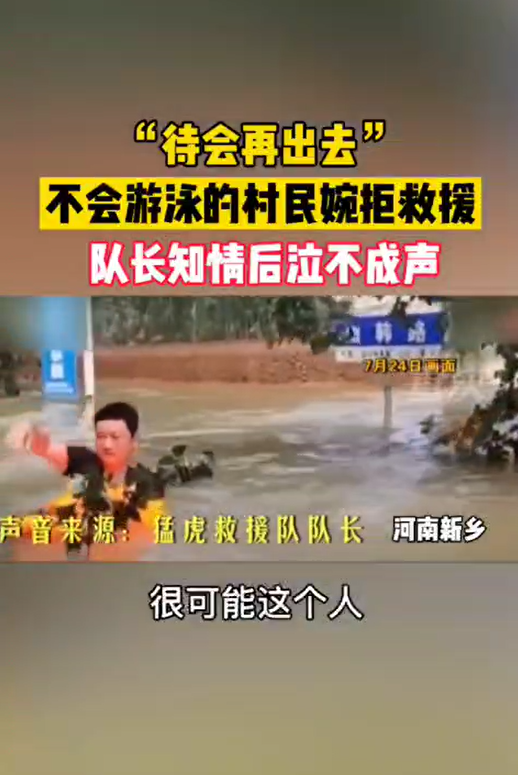 “待会再出去”
不会游泳的村民婉拒救援
队长知情后泣不成声
7月24日画面
声音来源：猛虎救援队队长
河南新乡
很可能这个人